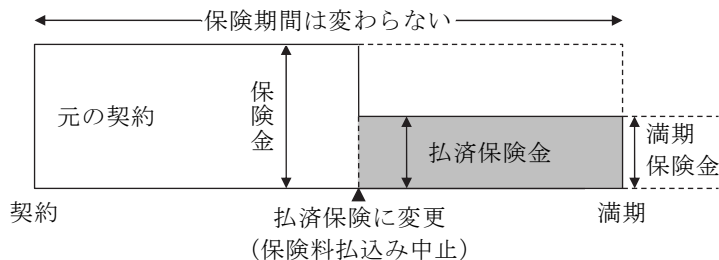 保険期間は変わらない
元の契約
保険金
払済保険金
満期
保険金
契約
払済保険に変更
(保険料払込み中止)
満期